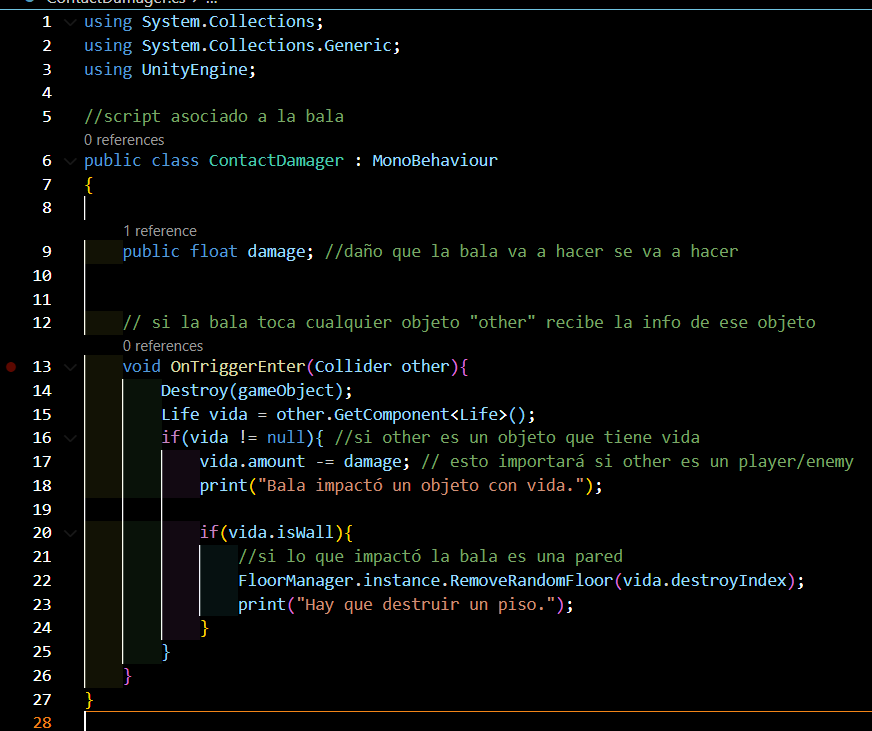 ContactDamager.cs > ...
1 using System.Collections;
2 using System.Collections.Generic;
3 using UnityEngine;
4
5 //script asociado a la bala
0 references
6 public class ContactDamager : MonoBehaviour
7 {
8
1 reference
9 public float damage; //daño que la bala va a hacer se va a hacer
10
11
12 // si la bala toca cualquier objeto "other" recibe la info de ese objeto
0 references
13 void OnTriggerEnter(Collider other){
14 Destroy(gameObject);
15 Life vida = other.GetComponent<Life>();
16 if(vida != null){ //si other es un objeto que tiene vida
17 vida.amount -= damage; // esto importará si other es un player/enemy
18 print("Bala impactó un objeto con vida.");
19
20 if(vida.isWall){
21 //si lo que impactó la bala es una pared
22 FloorManager.instance.RemoveRandomFloor(vida.destroyIndex);
23 print("Hay que destruir un piso.");
24 }
25 }
26 }
27 }
28